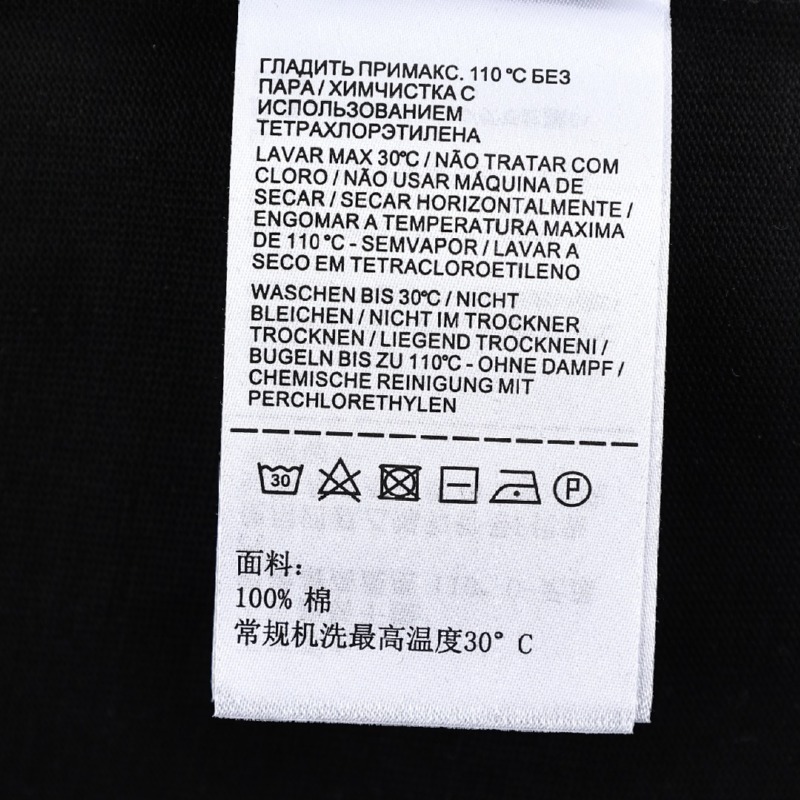 ГЛАДИТЬ ПРИМАКС. 110 °C БЕЗ
ПАРА / ХИМЧИСТКА С
ИСПОЛЬЗОВАНИЕМ
ТЕТРАХЛОРЭТИЛЕНА
LAVAR MAX 30°C / NÃO TRATAR COM
CLORO / NÃO USAR MÁQUINA DE
SECAR / SECAR HORIZONTALMENTE /
ENGOMAR A TEMPERATURA MAXIMA
DE 110 °C - SEMVAPOR / LAVAR A
SECO EM TETRACLOROETILENO
WASCHEN BIS 30°C / NICHT
BLEICHEN / NICHT IM TROCKNER
TROCKNEN / LIEGEND TROCKNENI /
BUGELN BIS ZU 110°C - OHNE DAMPF /
CHEMISCHE REINIGUNG MIT
PERCHLORETHYLEN
30 P
面料：
100% 棉
常规机洗最高温度30° C